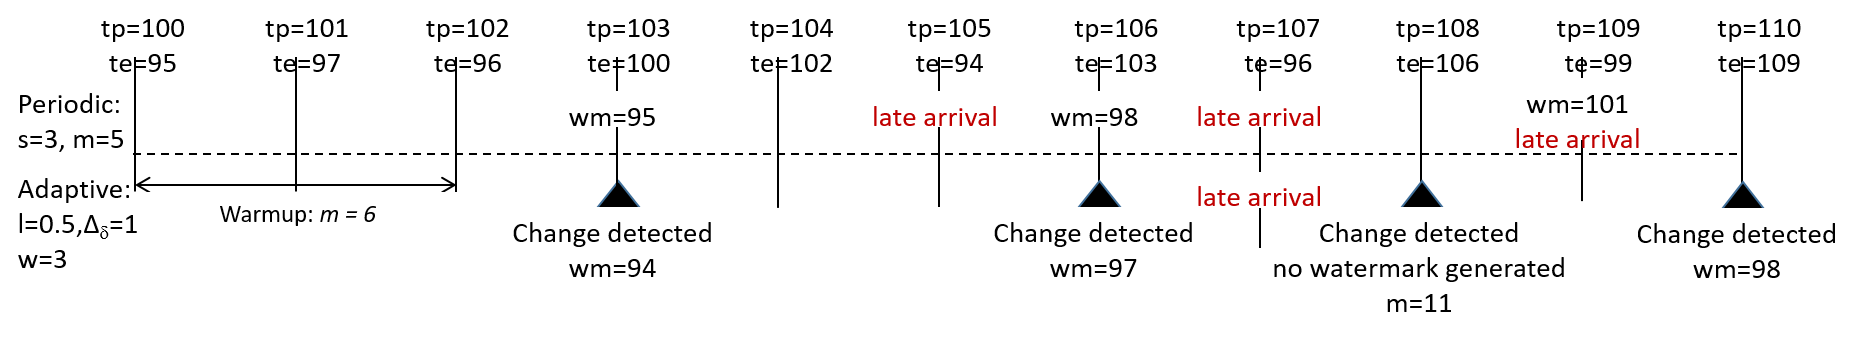 tp=100 tp=101 tp=102 tp=103 tp=104 tp=105 tp=106 tp=107 tp=108 tp=109 tp=110
te=95 te=97 te=96 te=100 te=102 te=94 te=103 te=96 te=106 te=99 te=109
Periodic:
s=3, m=5
wm=95
late arrival
wm=98
late arrival
wm=101
late arrival
Adaptive:
l=0.5,Δδ=1
w=3
Warmup: m = 6
Change detected
wm=94
Change detected
wm=97
late arrival
Change detected
no watermark generated
m=11
Change detected
wm=98